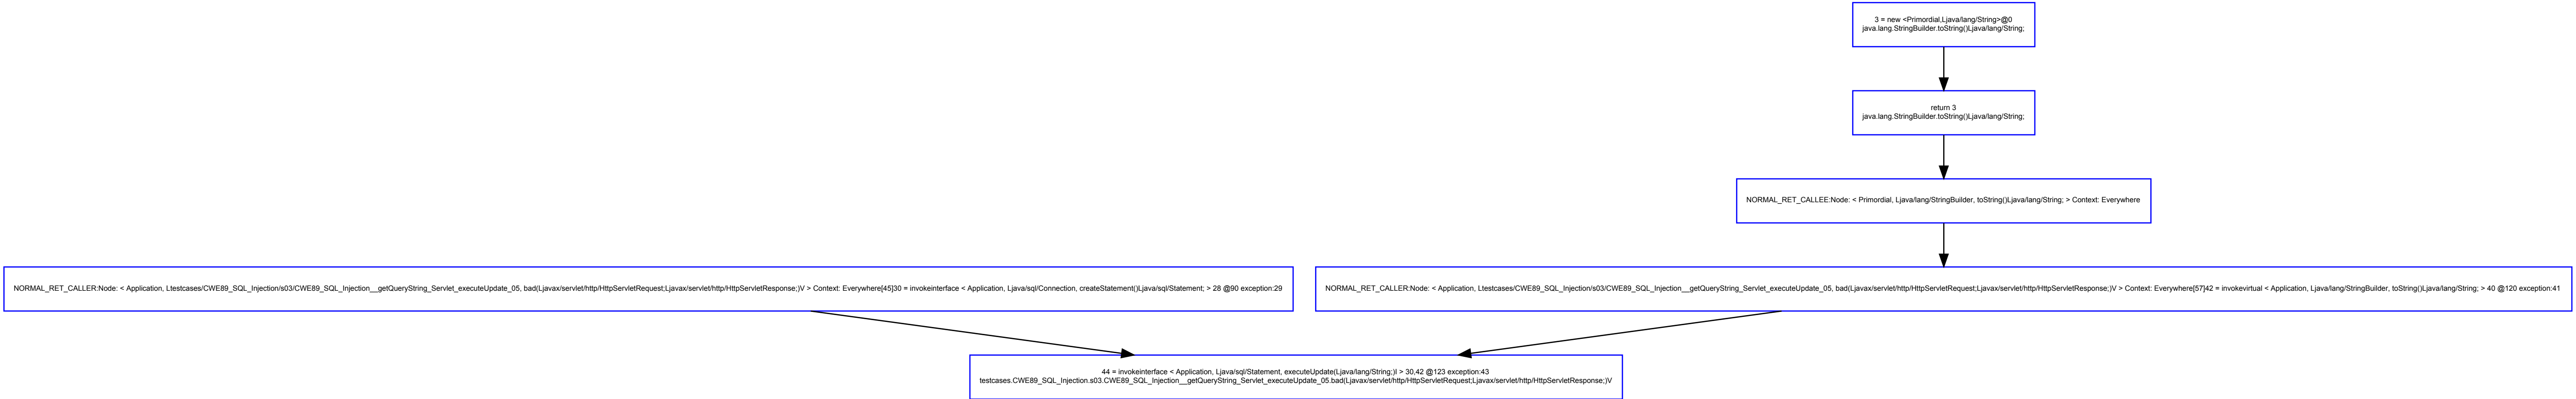 3 = new <Primordial,Ljava/lang/String>@0
java.lang.StringBuilder.toString()Ljava/lang/String;
return 3
java.lang.StringBuilder.toString()Ljava/lang/String;
NORMAL_RET_CALLEE:Node: < Primordial, Ljava/lang/StringBuilder, toString()Ljava/lang/String; > Context: Everywhere
NORMAL_RET_CALLER:Node: < Application, Ltestcases/CWE89_SQL_Injection/s03/CWE89_SQL_Injection__getQueryString_Servlet_executeUpdate_05, bad(Ljavax/servlet/http/HttpServletRequest;Ljavax/servlet/http/HttpServletResponse;)V > Context: Everywhere[45]30 = invokeinterface < Application, Ljava/sql/Connection, createStatement()Ljava/sql/Statement; > 28 @90 exception:29
NORMAL_RET_CALLER:Node: < Application, Ltestcases/CWE89_SQL_Injection/s03/CWE89_SQL_Injection__getQueryString_Servlet_executeUpdate_05, bad(Ljavax/servlet/http/HttpServletRequest;Ljavax/servlet/http/HttpServletResponse;)V > Context: Everywhere[57]42 = invokevirtual < Application, Ljava/lang/StringBuilder, toString()Ljava/lang/String; > 40 @120 exception:41
44 = invokeinterface < Application, Ljava/sql/Statement, executeUpdate(Ljava/lang/String;)I > 30,42 @123 exception:43
testcases.CWE89_SQL_Injection.s03.CWE89_SQL_Injection__getQueryString_Servlet_executeUpdate_05.bad(Ljavax/servlet/http/HttpServletRequest;Ljavax/servlet/http/HttpServletResponse;)V